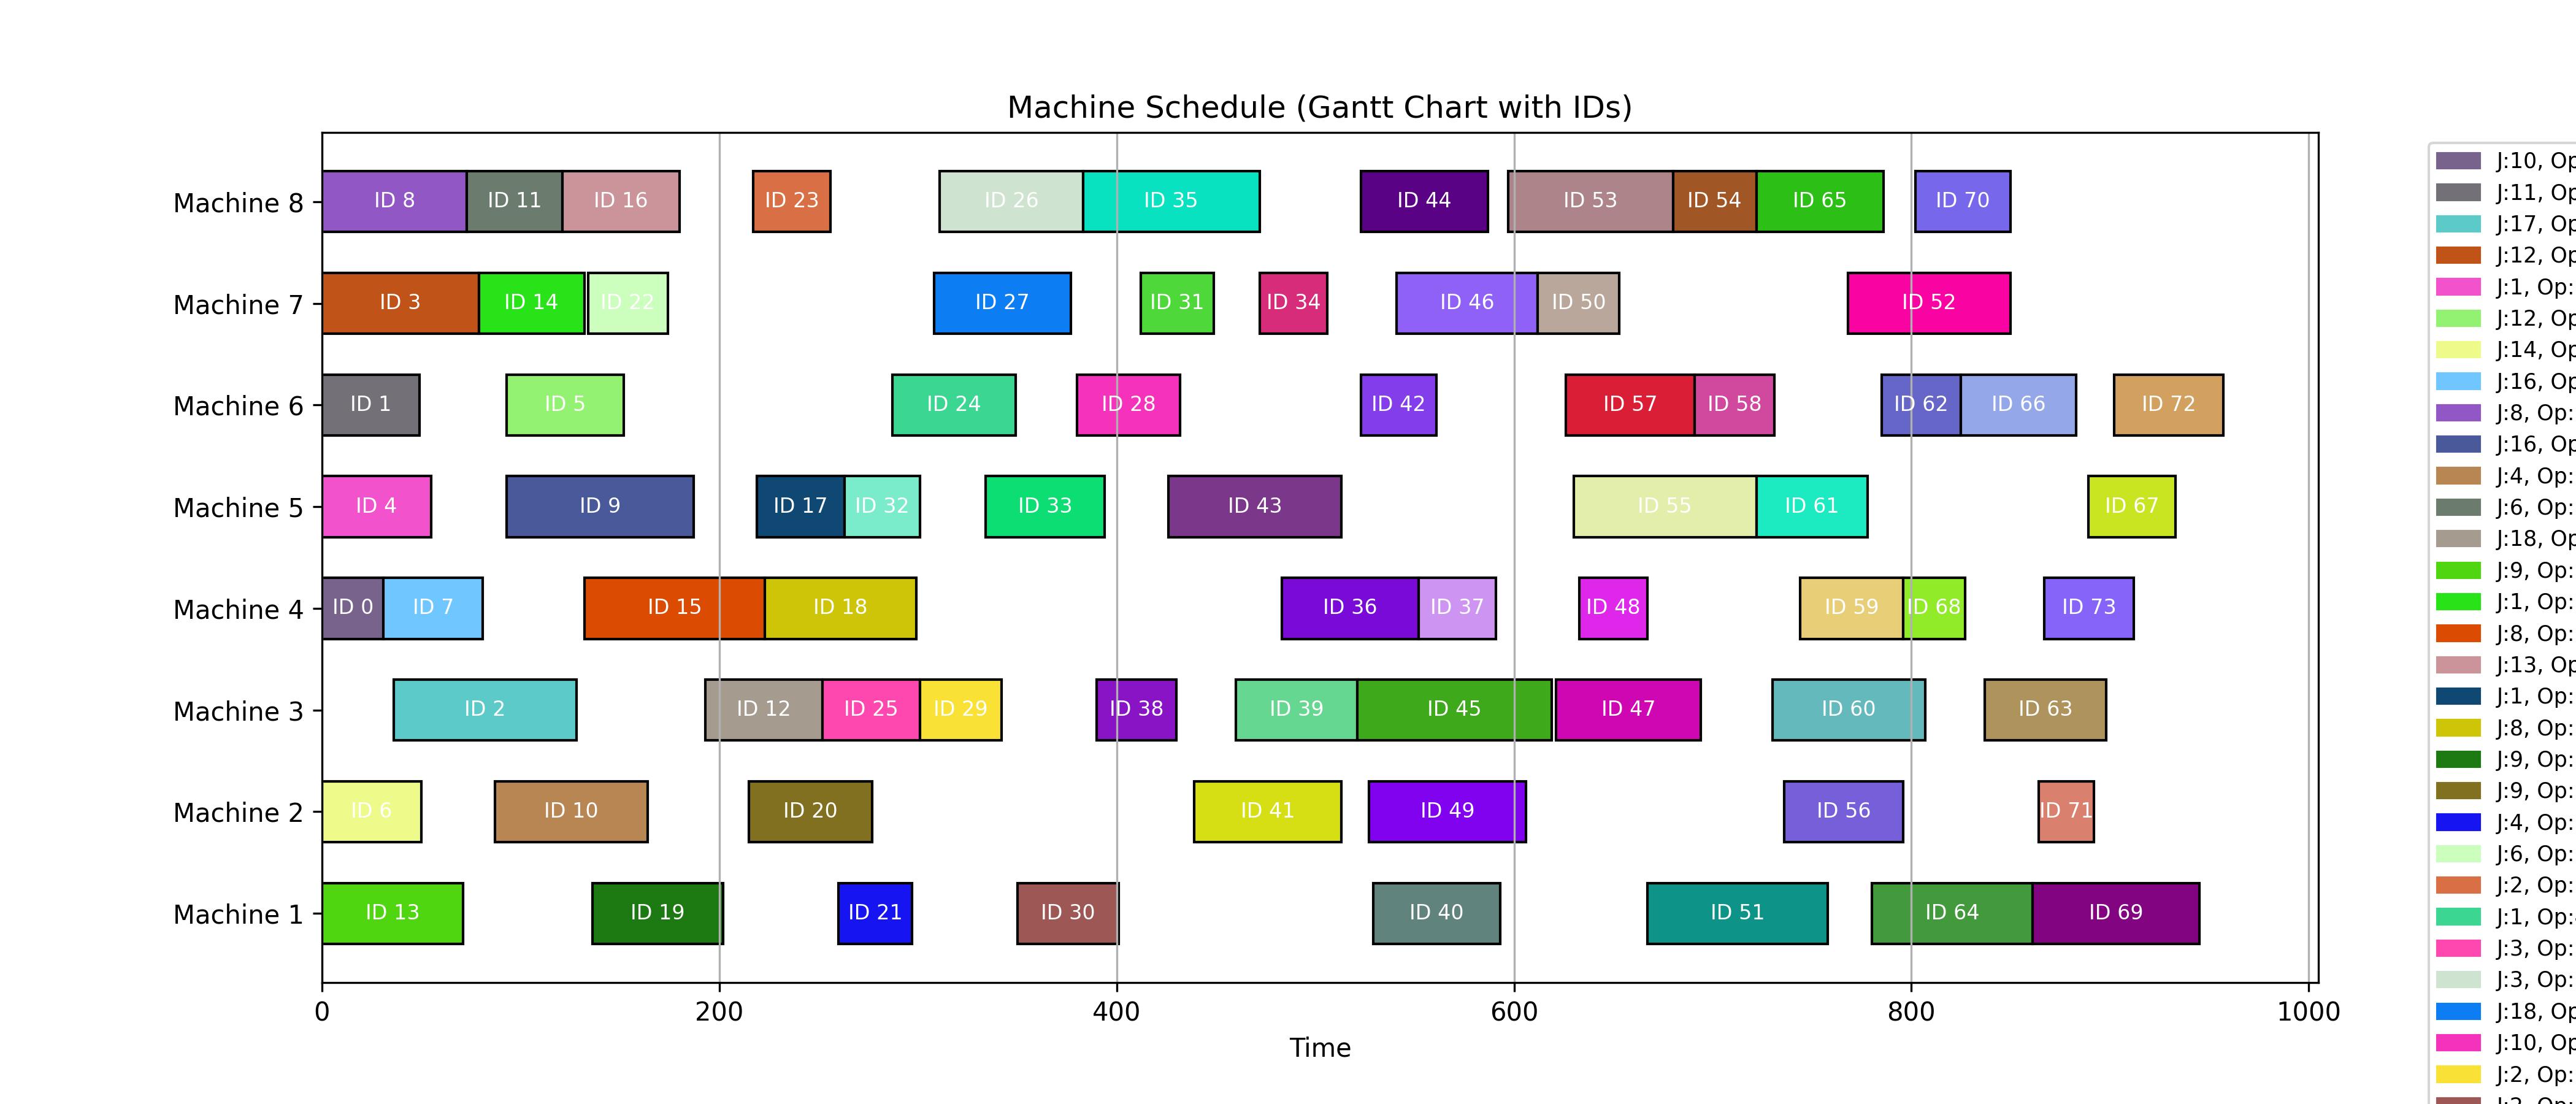 Machine Schedule (Gantt Chart with IDs)
Machine 8
ID 8 ID 11 ID 16 ID 23 ID 26 ID 35 ID 44 ID 53 ID 54 ID 65 ID 70
Machine 7
ID 3 ID 14 ID 22 ID 27 ID 31 ID 34 ID 46 ID 50 ID 52
Machine 6
ID 1 ID 5 ID 24 ID 28 ID 42 ID 57 ID 58 ID 62 ID 66 ID 72
Machine 5
ID 4 ID 9 ID 17 ID 32 ID 33 ID 43 ID 55 ID 61 ID 67
Machine 4
ID 0 ID 7 ID 15 ID 18 ID 36 ID 37 ID 48 ID 59 ID 68 ID 73
Machine 3
ID 2 ID 12 ID 25 ID 29 ID 38 ID 39 ID 45 ID 47 ID 60 ID 63
Machine 2
ID 6 ID 10 ID 20 ID 41 ID 49 ID 56 ID 71
Machine 1
ID 13 ID 19 ID 21 ID 30 ID 40 ID 51 ID 64 ID 69
0 200 400 600 800 1000
Time
J:10, Op
J:11, Op
J:17, Op
J:12, Op
J:1, Op:
J:12, Op
J:14, Op
J:16, Op
J:8, Op:
J:16, Op
J:4, Op:
J:6, Op:
J:18, Op
J:9, Op:
J:1, Op:
J:8, Op:
J:13, Op
J:1, Op:
J:8, Op:
J:9, Op:
J:9, Op:
J:4, Op:
J:6, Op:
J:2, Op:
J:1, Op:
J:3, Op:
J:3, Op:
J:18, Op
J:10, Op
J:2, Op: